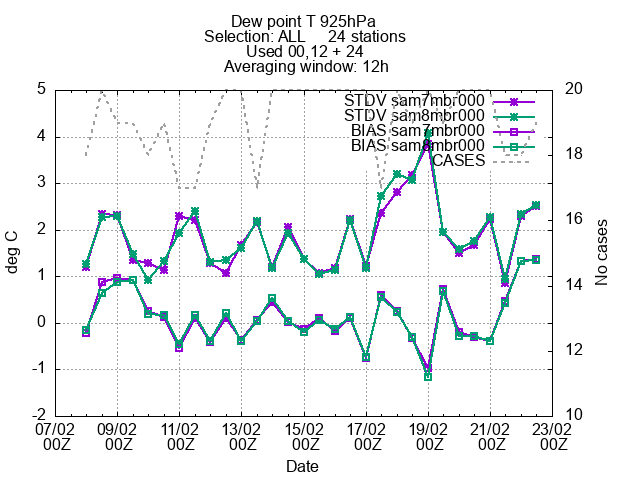 Dew point T 925hPa
Selection: ALL     24 stations
Used 00,12 + 24
Averaging window: 12h
STDV sam7mbr000
STDV sam8mbr000
BIAS sam7mbr000
BIAS sam8mbr000
CASES
5
4
3
2
1
0
-1
-2
deg C
20
18
16
14
12
10
No cases
07/02 09/02 11/02 13/02 15/02 17/02 19/02 21/02 23/02
00Z 00Z 00Z 00Z 00Z 00Z 00Z 00Z 00Z
Date